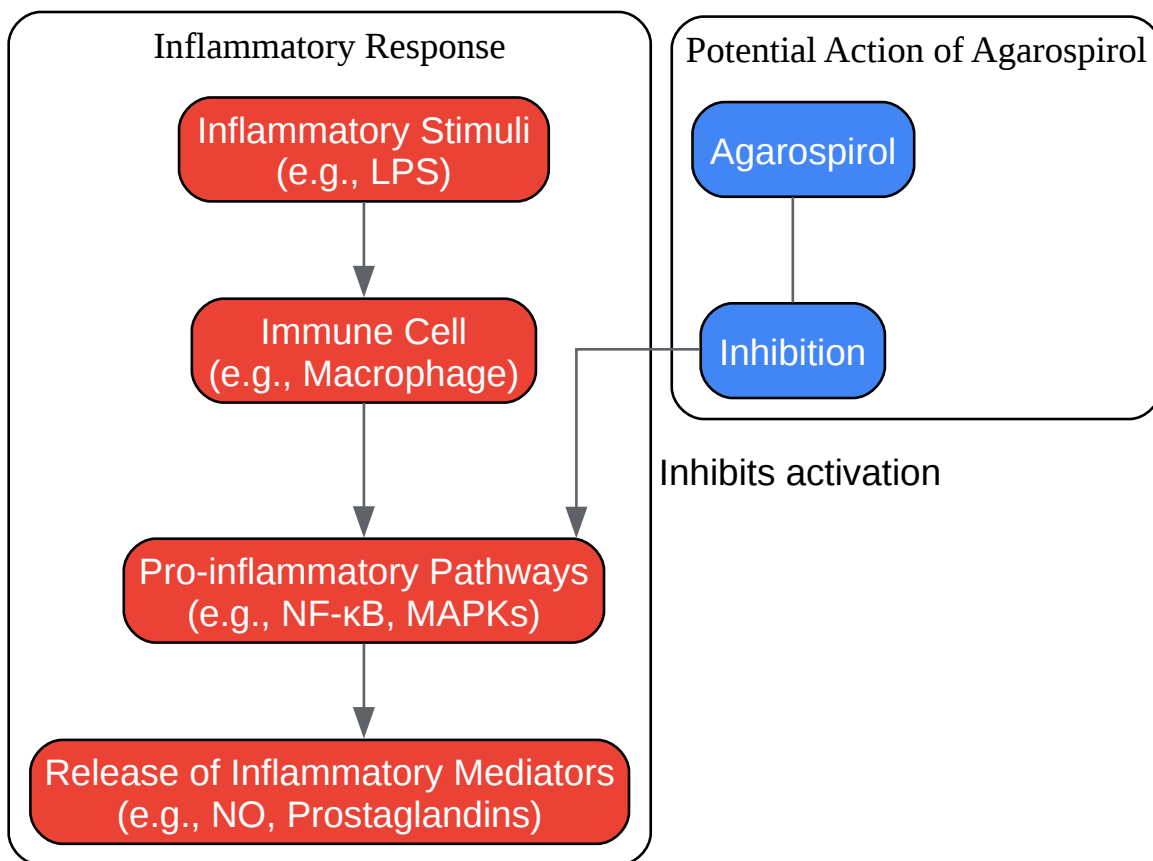 Inflammatory Response
Inflammatory Stimuli
(e.g., LPS)
Immune Cell
(e.g., Macrophage)
Pro-inflammatory Pathways
(e.g., NF-κB, MAPKs)
Release of Inflammatory Mediators
(e.g., NO, Prostaglandins)
Potential Action of Agarospirol
Agarospirol
Inhibition
Inhibits activation